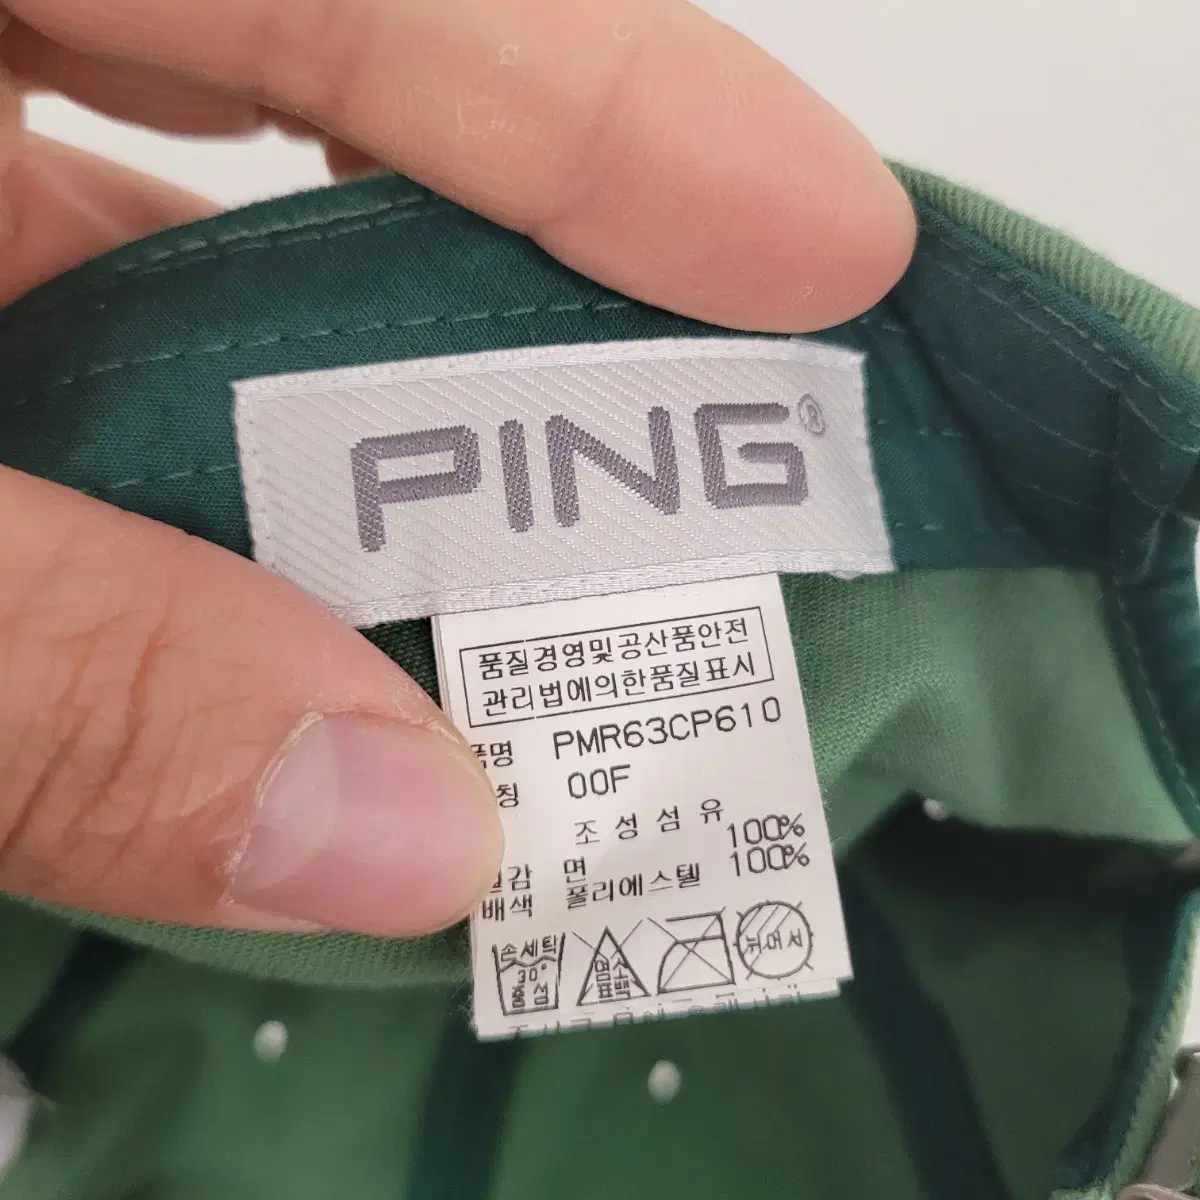 PING®
품질경영및공산품안전
관리법에의한품질표시
품명 PMR63CP610
칭 00F
조성섬유
100%
겉감 면 100%
배색 폴리에스텔
손세탁
30°
중성
염소
표백
뉘어서